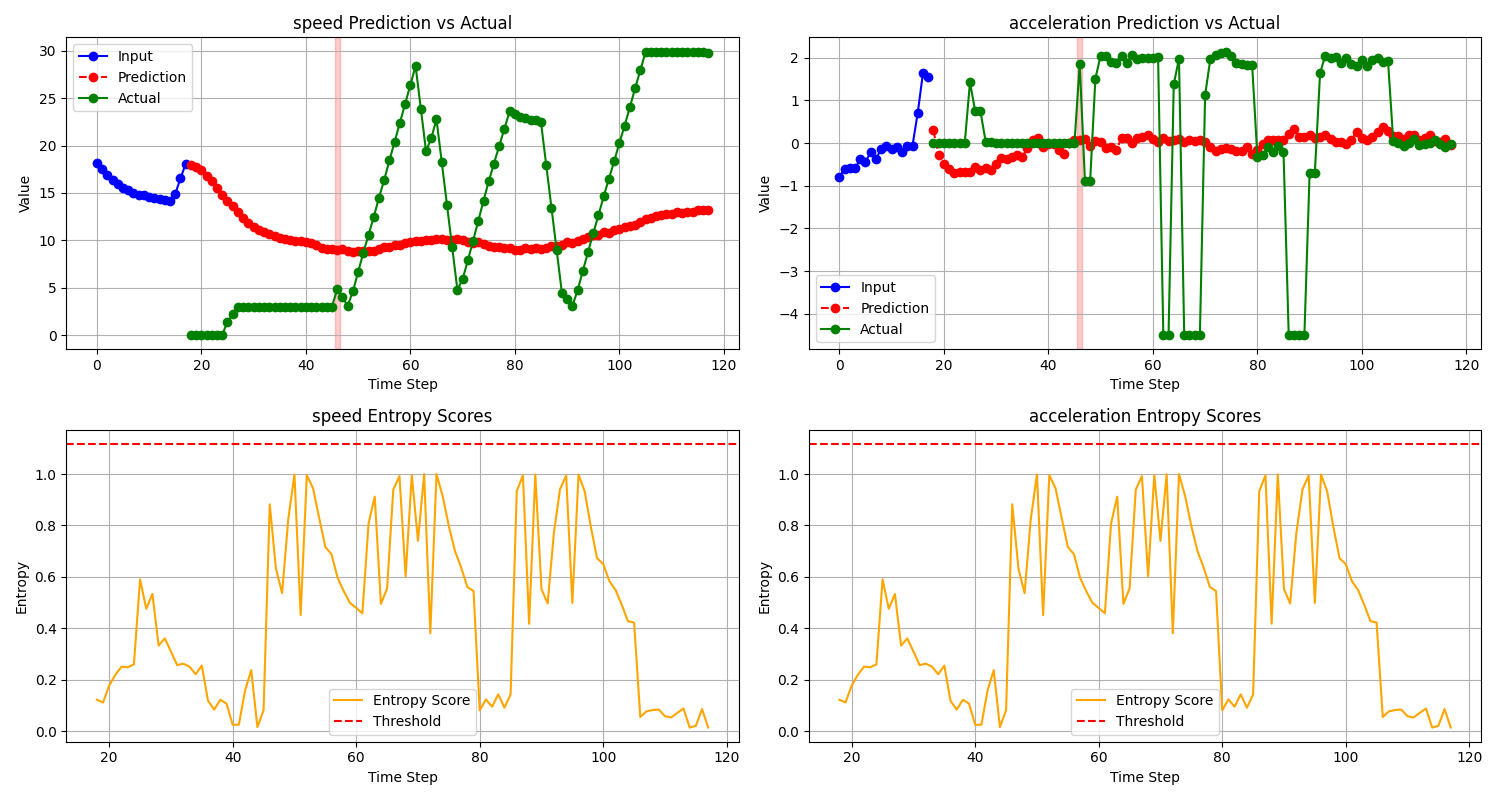 speed Prediction vs Actual
Input
Prediction
Actual
30
25
20
15
10
5
0
Value
0
20
40
60
80
100
120
Time Step
acceleration Prediction vs Actual
2
1
0
−1
−2
−3
−4
Value
Input
Prediction
Actual
0
20
40
60
80
100
120
Time Step
speed Entropy Scores
1.0
0.8
0.6
0.4
0.2
0.0
Entropy
Entropy Score
Threshold
20
40
60
80
100
120
Time Step
acceleration Entropy Scores
1.0
0.8
0.6
0.4
0.2
0.0
Entropy
Entropy Score
Threshold
20
40
60
80
100
120
Time Step